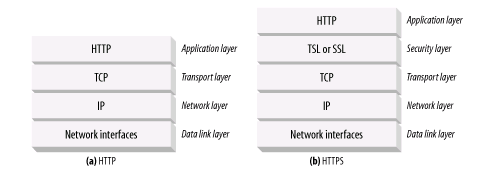 HTTP Application layer
HTTP Application layer TSL or SSL Security layer
TCP Transport layer TCP Transport layer
IP Network layer IP Network layer
Network interfaces Data link layer Network interfaces Data link layer
(a) HTTP (b) HTTPS